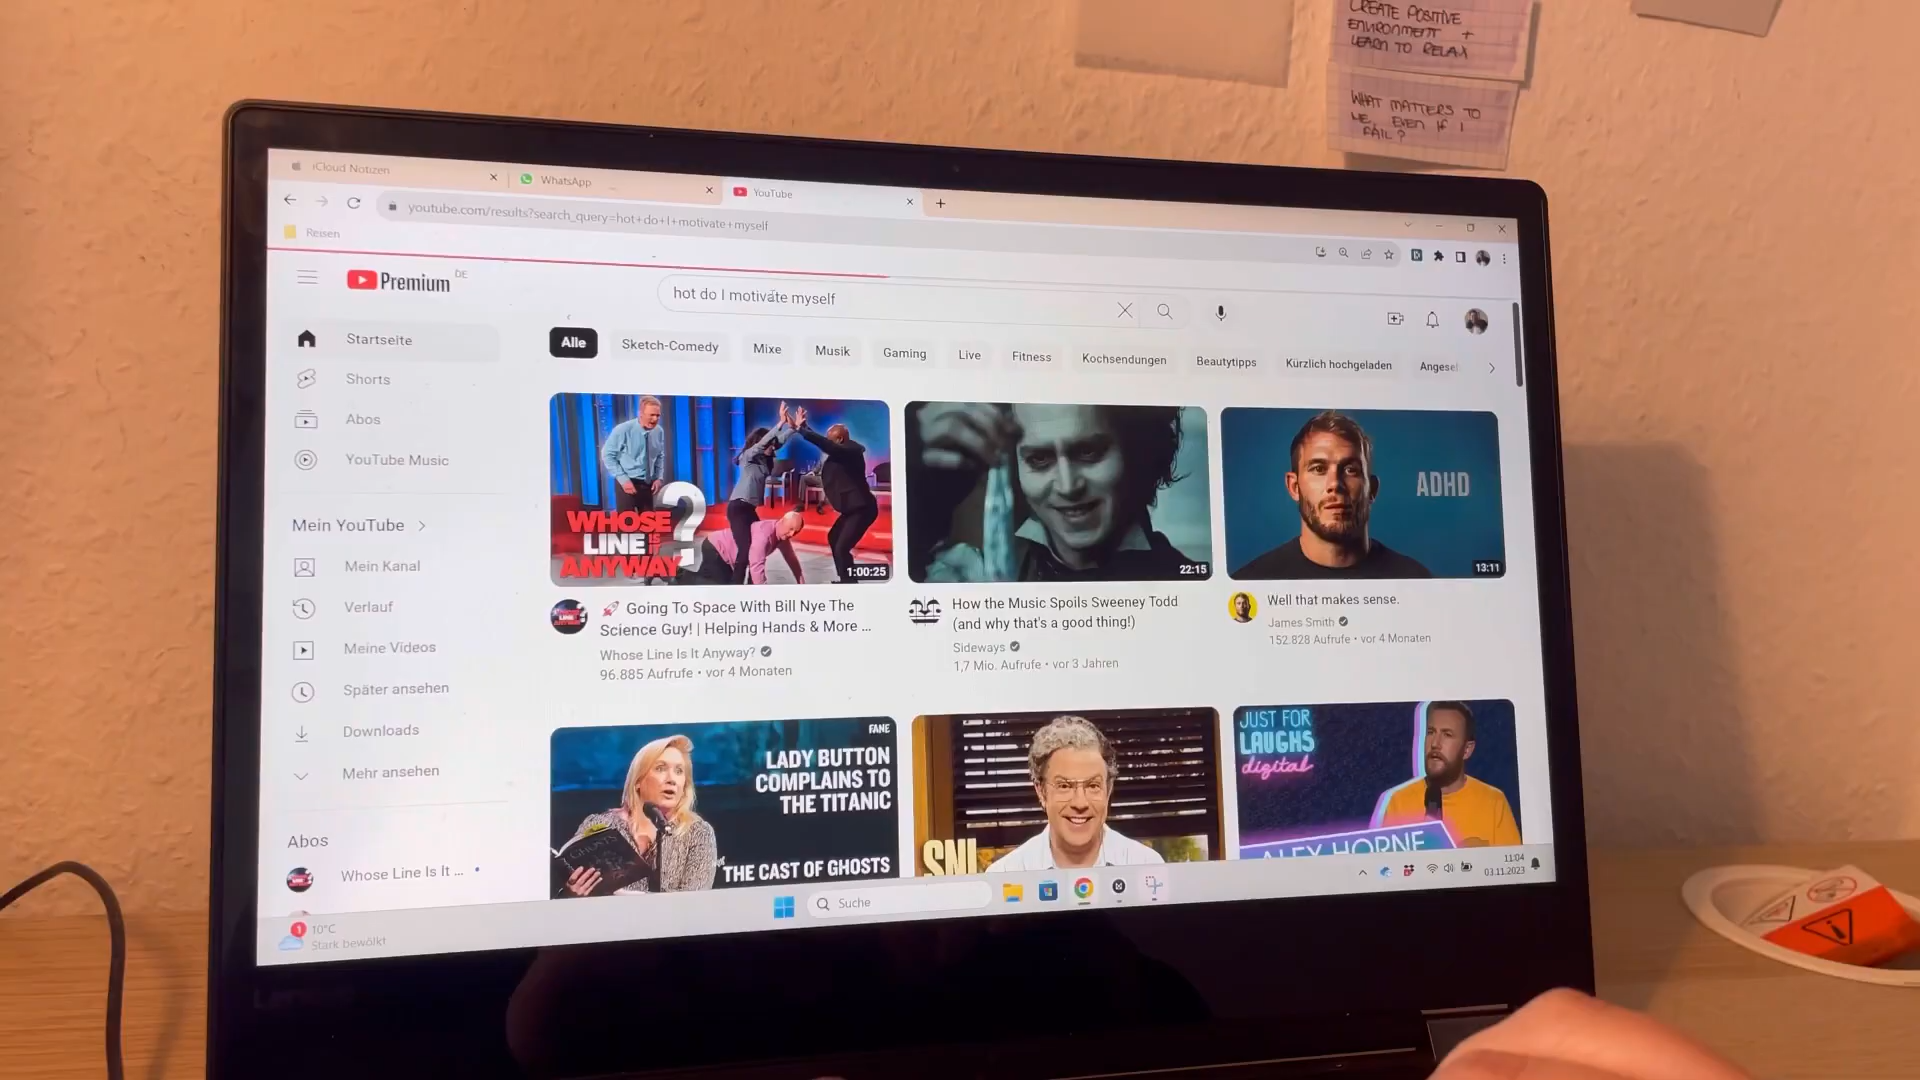 CREATE POSITIVE
ENVIRONMENT +
LEARN TO RELAX
WHAT MATTERS TO
ME, EVEN IF I
FAIL?
iCloud Notizen
WhatsApp
YouTube
youtube.com/results?search_query=hot+do+I+motivate+myself
Reisen
Premium DE
hot do I motivate myself
Startseite
Shorts
Abos
YouTube Music
Mein YouTube
Mein Kanal
Verlauf
Meine Videos
Später ansehen
Downloads
Mehr ansehen
Abos
Whose Line Is It ...
Alle Sketch-Comedy Mixe Musik Gaming Live Fitness Kochsendungen Beautytipps Kürzlich hochgeladen
WHOSE
LINE IS IT
ANYWAY?
1:00:25
Going To Space With Bill Nye The
Science Guy! | Helping Hands & More ...
Whose Line Is It Anyway?
96.885 Aufrufe • vor 4 Monaten
22:15
How the Music Spoils Sweeney Todd
(and why that's a good thing!)
Sideways
1,7 Mio. Aufrufe • vor 3 Jahren
ADHD
13:11
Well that makes sense.
James Smith
152.828 Aufrufe • vor 4 Monaten
FANE
LADY BUTTON
COMPLAINS TO
THE TITANIC
THE CAST OF GHOSTS
GHOSTS
SNL
JUST FOR
LAUGHS
digital
ALEX HORNE
1
10°C
Stark bewölkt
Suche
11:04
03.11.2023